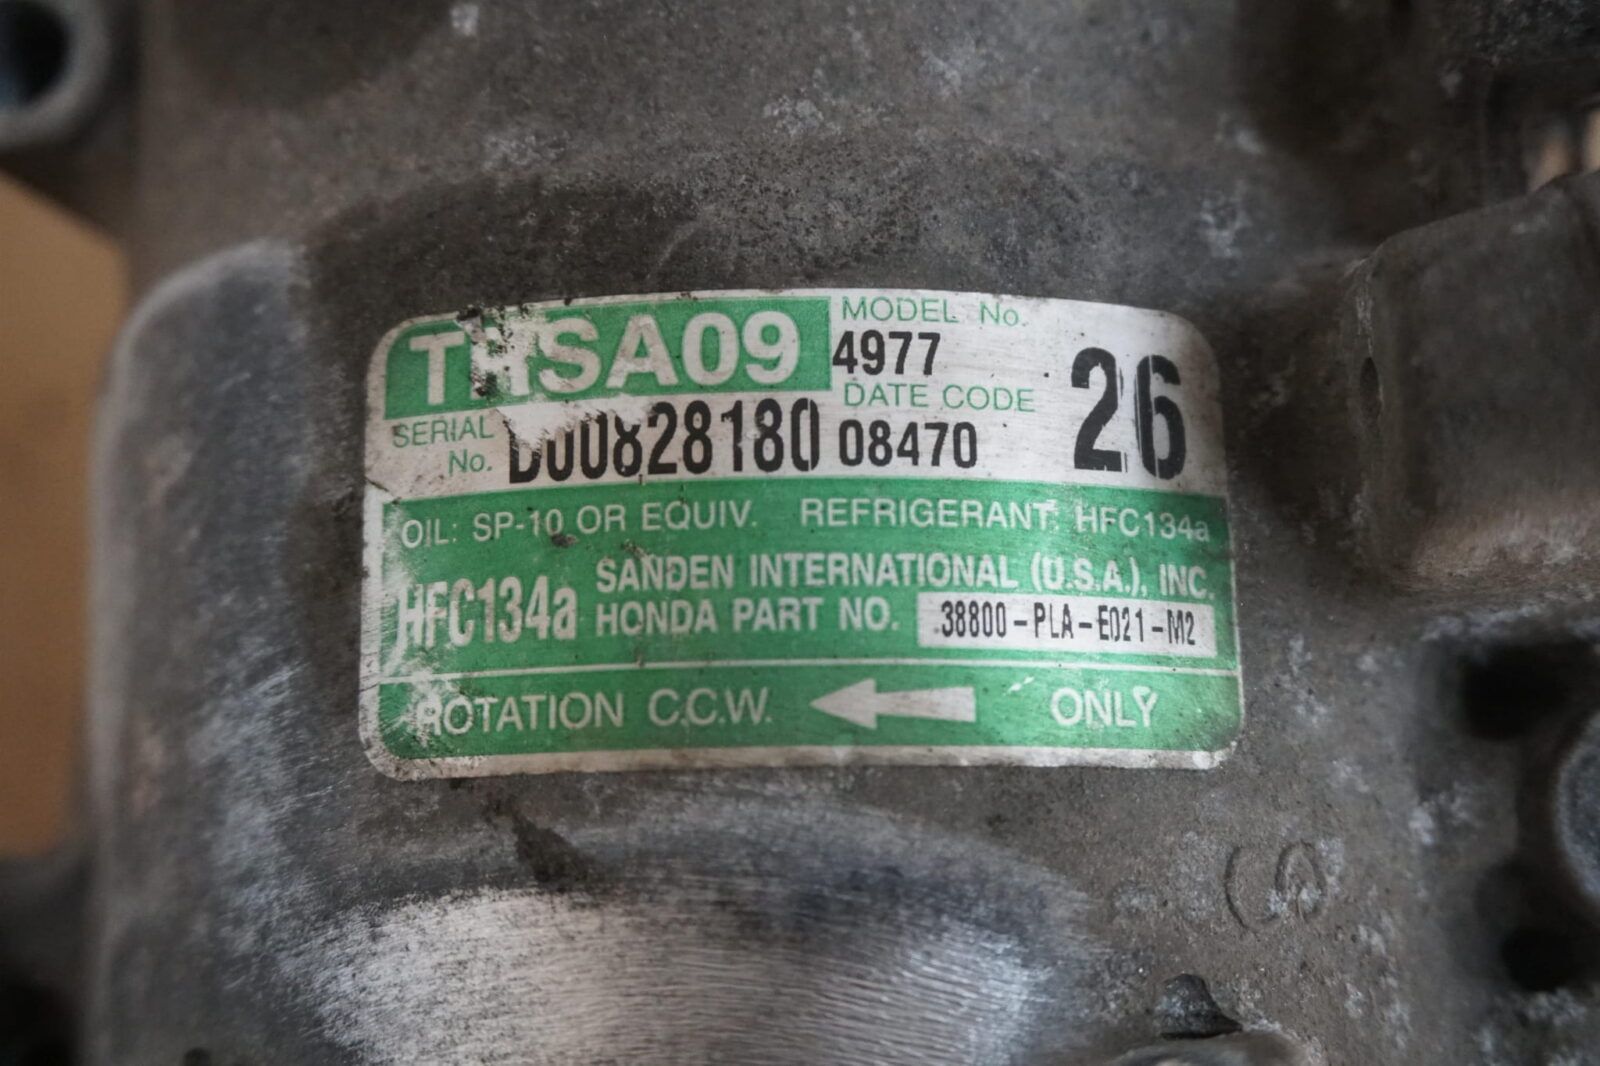 TRSA09
MODEL No.
4977
DATE CODE
08470
26
SERIAL
No. D00828180
OIL: SP-10 OR EQUIV. REFRIGERANT: HFC134a
HFC134a
SANDEN INTERNATIONAL (U.S.A.), INC.
HONDA PART NO. 38800-PLA-E021-M2
ROTATION C.C.W. ONLY